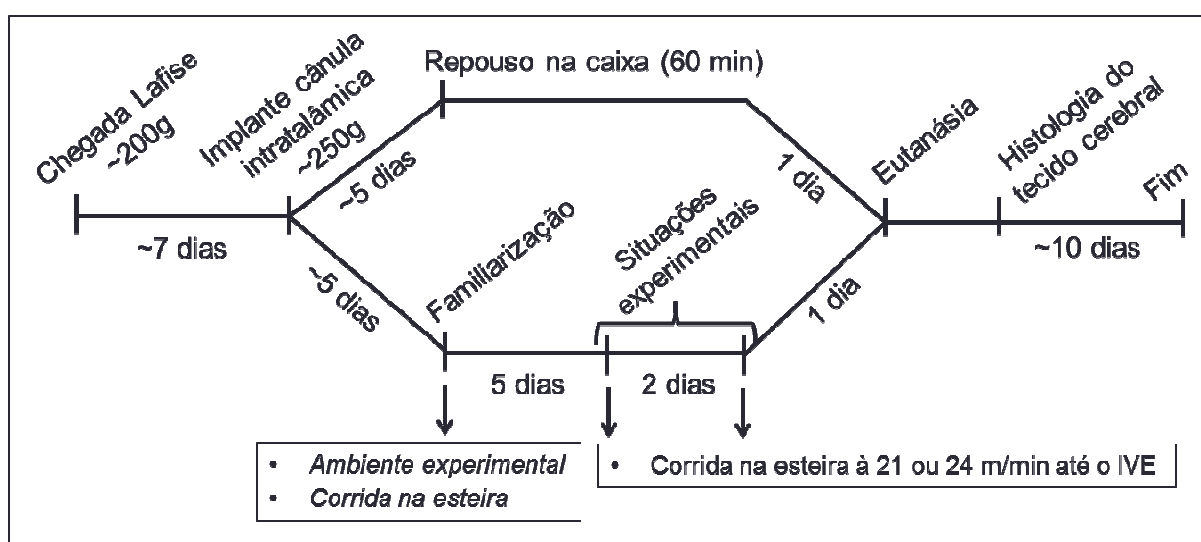 Chegada Lafise
~200g
Implante cânula
intratalâmica
~250g
Repouso na caixa (60 min)
~5 dias
1 dia
Eutanásia
Histologia do
tecido cerebral
Fim
~7 dias
~10 dias
~5 dias
Familiarização
Situações
experimentais
1 dia
5 dias
2 dias
• Ambiente experimental
• Corrida na esteira
• Corrida na esteira à 21 ou 24 m/min até o IVE